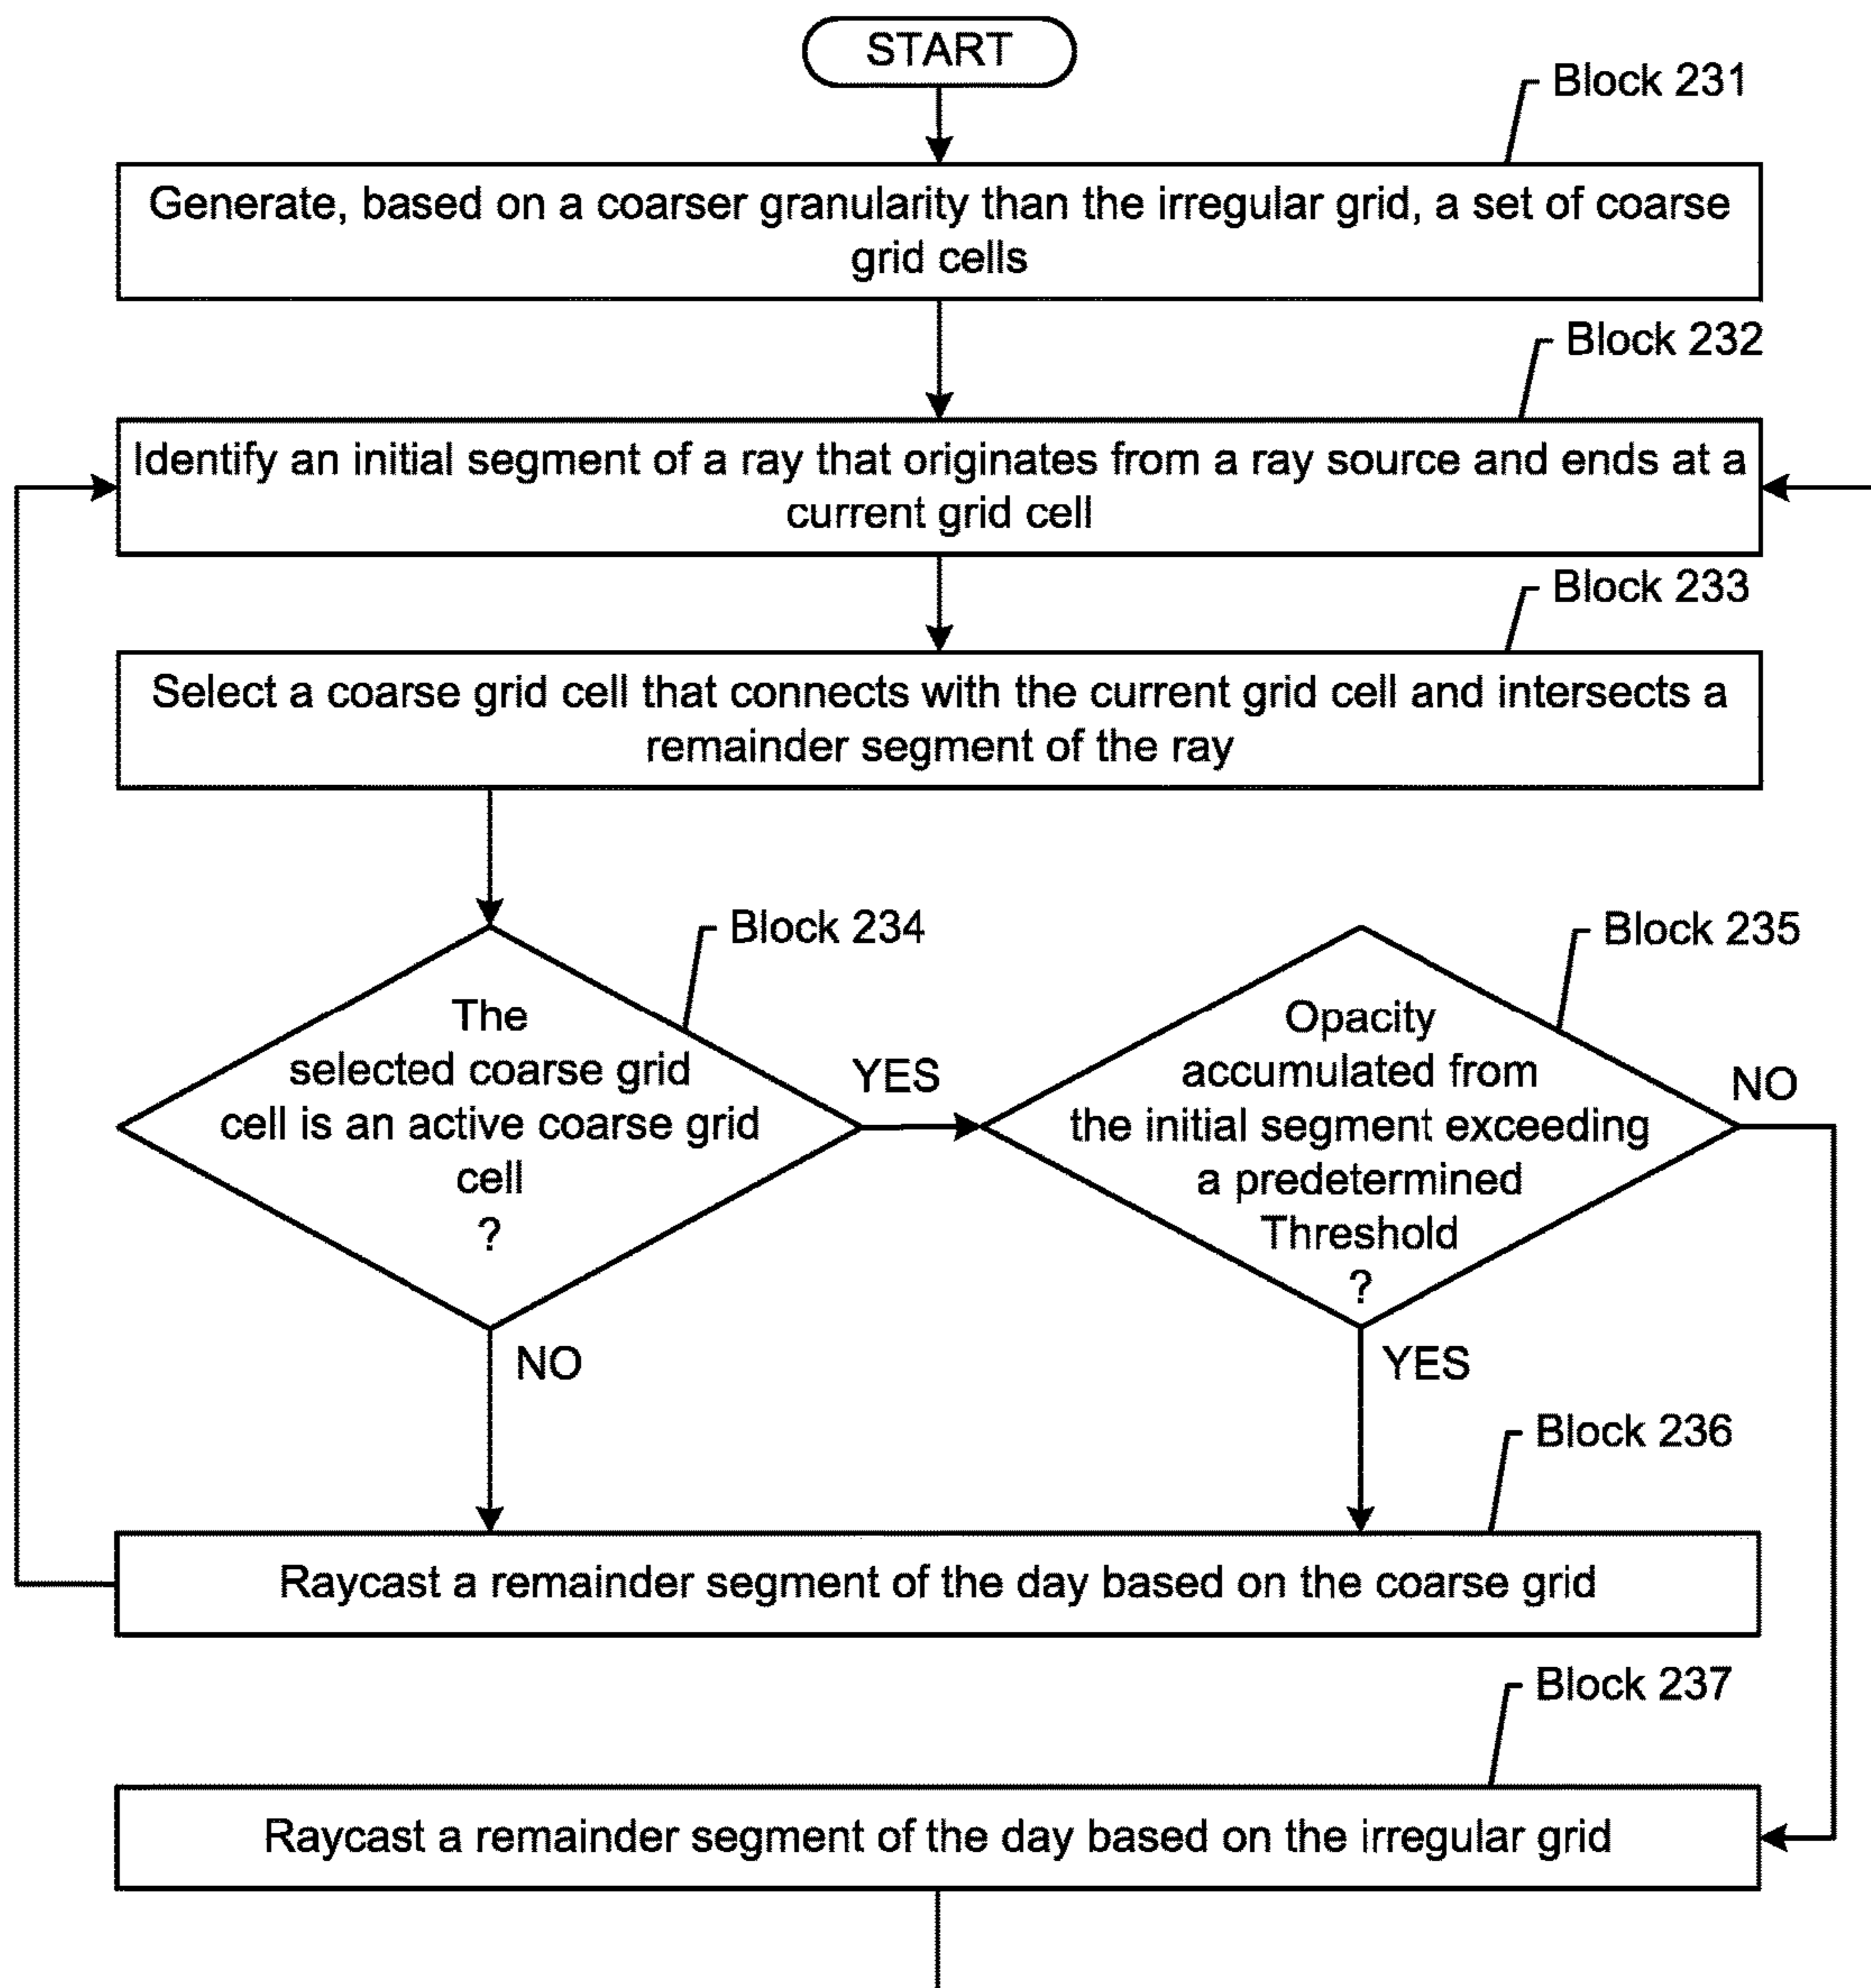 START
Block 231
Generate, based on a coarser granularity than the irregular grid, a set of coarse
grid cells
Block 232
Identify an initial segment of a ray that originates from a ray source and ends at a
current grid cell
Block 233
Select a coarse grid cell that connects with the current grid cell and intersects a
remainder segment of the ray
Block 234
The
selected coarse grid
cell is an active coarse grid
cell
?
YES
NO
Block 235
Opacity
accumulated from
the initial segment exceeding
a predetermined
Threshold
?
NO
YES
Block 236
Raycast a remainder segment of the day based on the coarse grid
Block 237
Raycast a remainder segment of the day based on the irregular grid